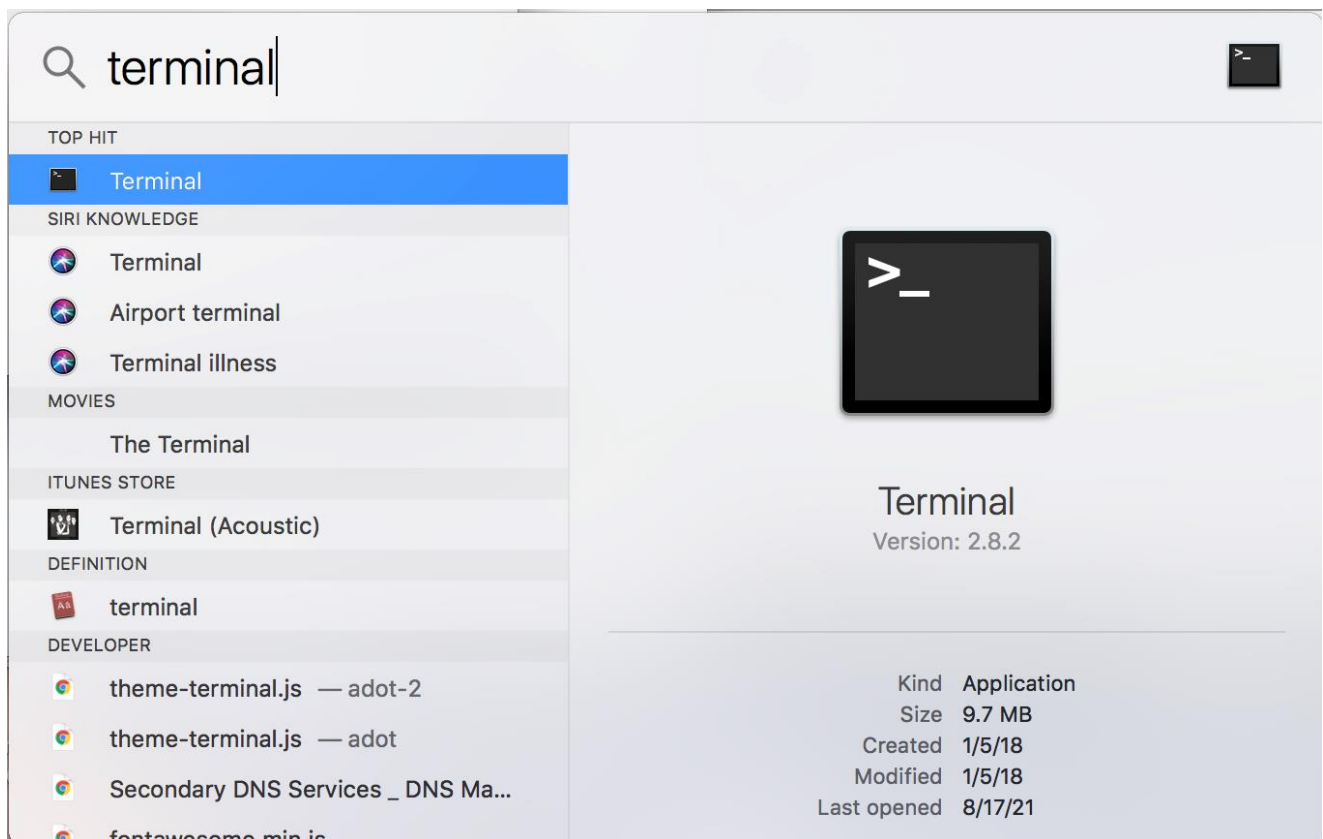 terminal
TOP HIT
Terminal
SIRI KNOWLEDGE
Terminal
Airport terminal
Terminal illness
MOVIES
The Terminal
ITUNES STORE
Terminal (Acoustic)
DEFINITION
terminal
DEVELOPER
theme-terminal.js — adot-2
theme-terminal.js — adot
Secondary DNS Services _ DNS Ma...
fontawesome.min.js
>_
Terminal
Version: 2.8.2
Kind Application
Size 9.7 MB
Created 1/5/18
Modified 1/5/18
Last opened 8/17/21